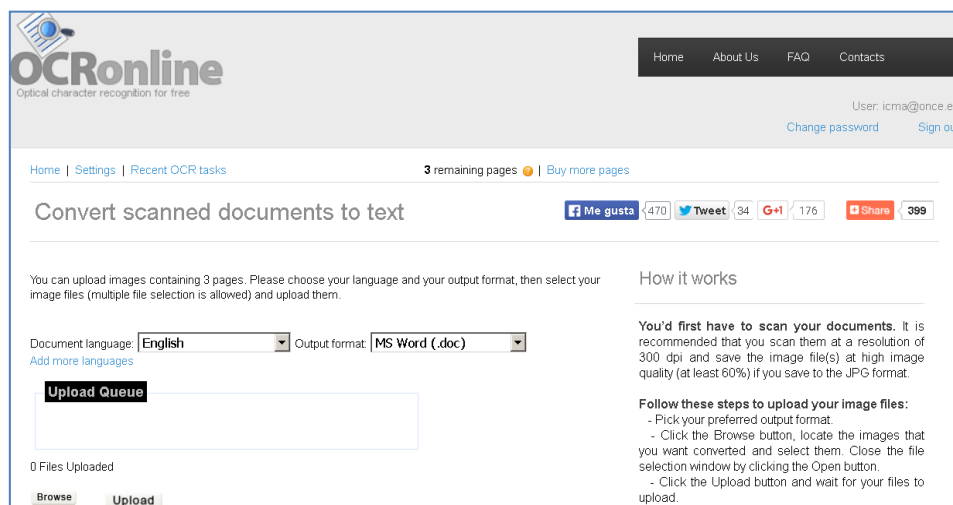 OCRonline
Optical character recognition for free
Home About Us FAQ Contacts
User: icma@once.e
Change password Sign ou
Home | Settings | Recent OCR tasks
3 remaining pages | Buy more pages
Convert scanned documents to text
Me gusta 470 Tweet 34 G+1 176 Share 399
You can upload images containing 3 pages. Please choose your language and your output format, then select your
image files (multiple file selection is allowed) and upload them.
Document language: English Output format: MS Word (.doc)
Add more languages
Upload Queue
0 Files Uploaded
Browse Upload
How it works
You'd first have to scan your documents. It is
recommended that you scan them at a resolution of
300 dpi and save the image file(s) at high image
quality (at least 60%) if you save to the JPG format.
Follow these steps to upload your image files:
- Pick your preferred output format.
- Click the Browse button, locate the images that
you want converted and select them. Close the file
selection window by clicking the Open button.
- Click the Upload button and wait for your files to
upload.